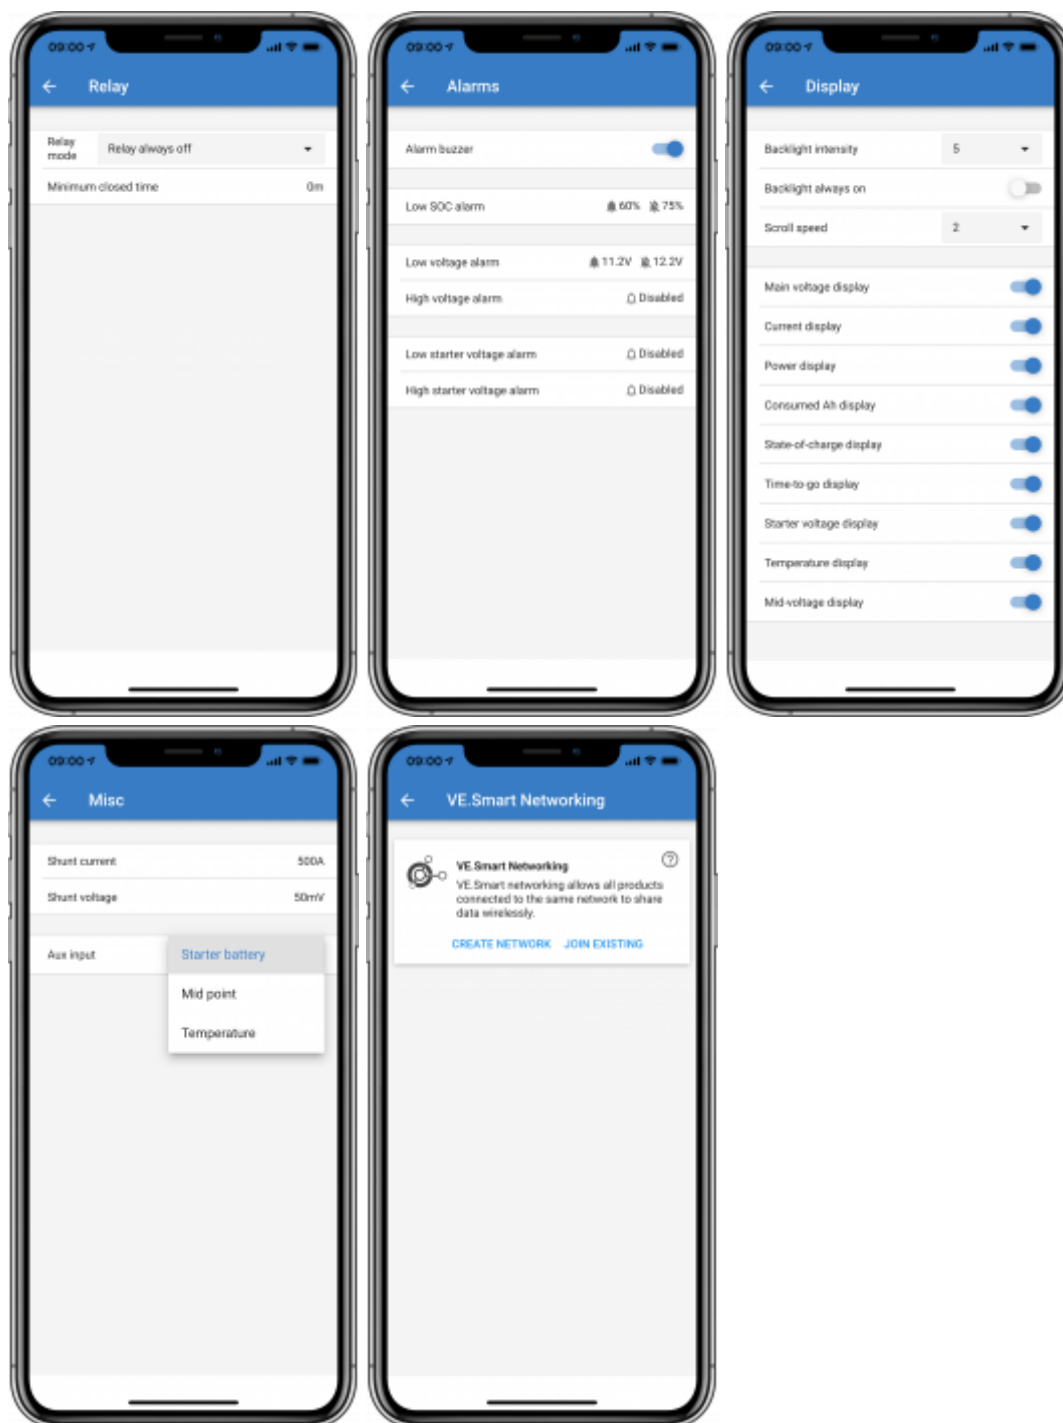 09:00
Relay
Relay mode Relay always off
Minimum closed time 0m
09:00
Alarms
Alarm buzzer
Low SOC alarm 60% 75%
Low voltage alarm 11.2V 12.2V
High voltage alarm Disabled
Low starter voltage alarm Disabled
High starter voltage alarm Disabled
09:00
Display
Backlight intensity 5
Backlight always on
Scroll speed 2
Main voltage display
Current display
Power display
Consumed Ah display
State-of-charge display
Time-to-go display
Starter voltage display
Temperature display
Mid-voltage display
09:00
Misc
Shunt current 500A
Shunt voltage 50mV
Aux input Starter battery
Mid point
Temperature
09:00
VE.Smart Networking
VE.Smart Networking
VE.Smart networking allows all products
connected to the same network to share
data wirelessly.
CREATE NETWORK JOIN EXISTING